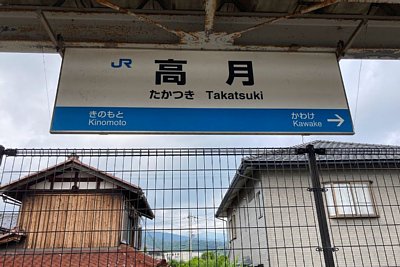 JR 高月
たかつき Takatsuki
きのもと かわけ
Kinomoto Kawake →